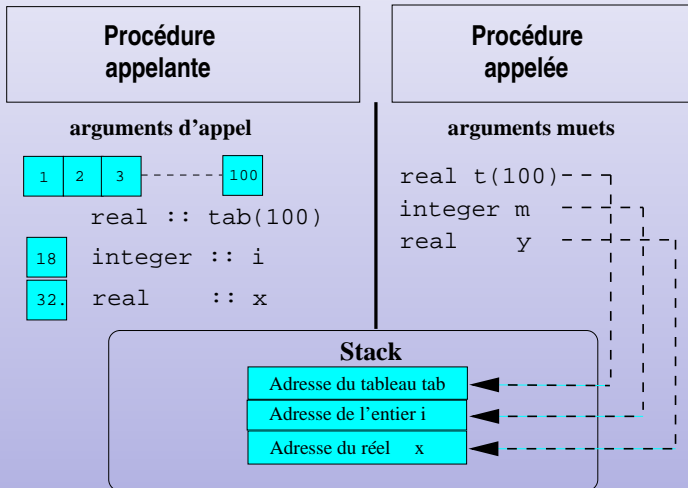 Procédure
appelante
Procédure
appelée
arguments d'appel
arguments muets
1 2 3 100
real :: tab(100)
18 integer :: i
32. real :: x
real t(100)
integer m
real y
Stack
Adresse du tableau tab
Adresse de l'entier i
Adresse du réel x